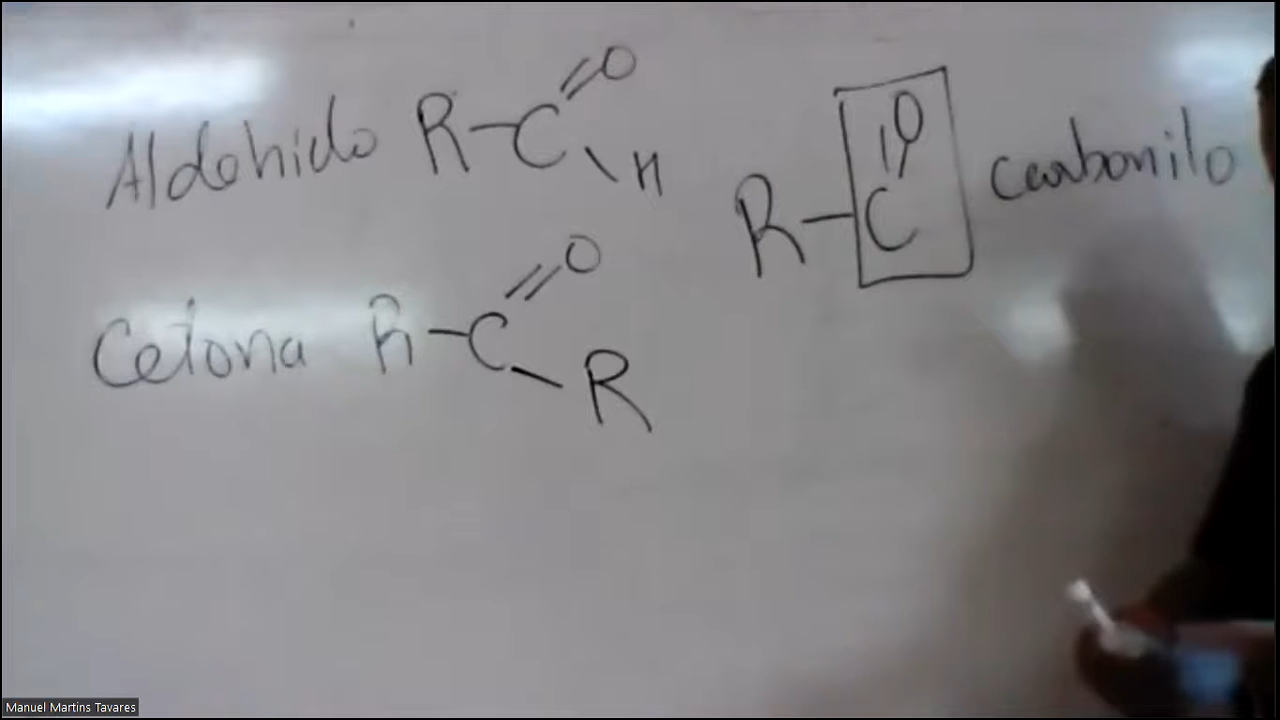 Aldehido R-C=O
H
R-C=O carbonilo
Cetona R-C=O
R
Manuel Martins Tavares